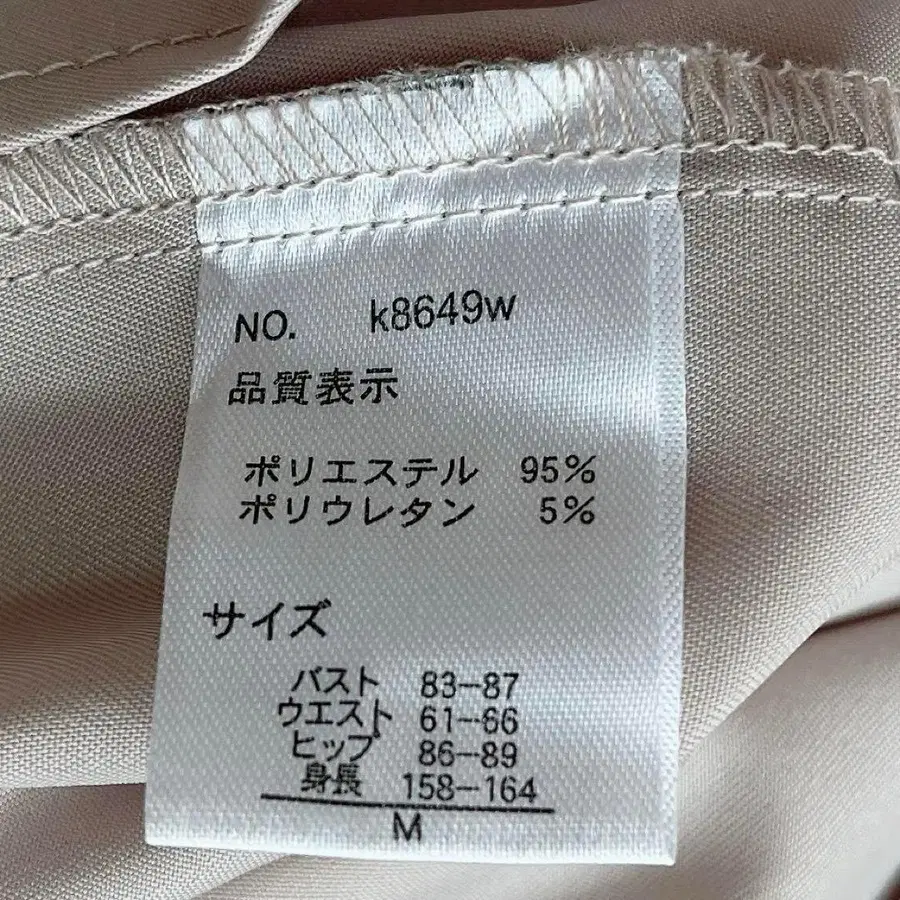 NO. k8649w
品質表示
ポリエステル 95%
ポリウレタン 5%
サイズ
バスト 83-87
ウエスト 61-66
ヒップ 86-89
身長 158-164
M